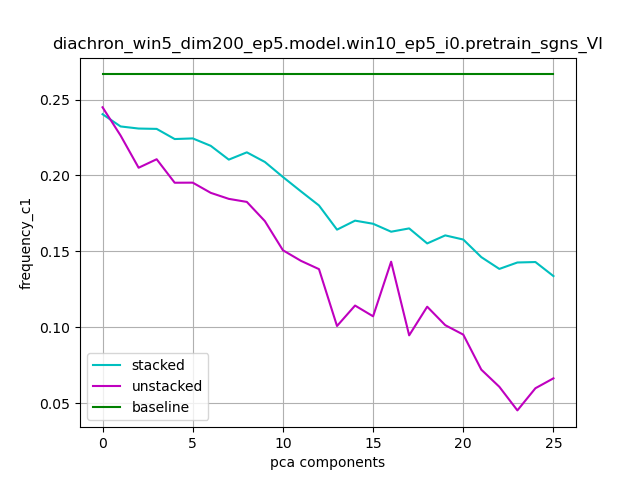 diachron_win5_dim200_ep5.model.win10_ep5_i0.pretrain_sgns_VI
0.25
0.20
0.15
0.10
0.05
frequency_c1
stacked
unstacked
baseline
0 5 10 15 20 25
pca components